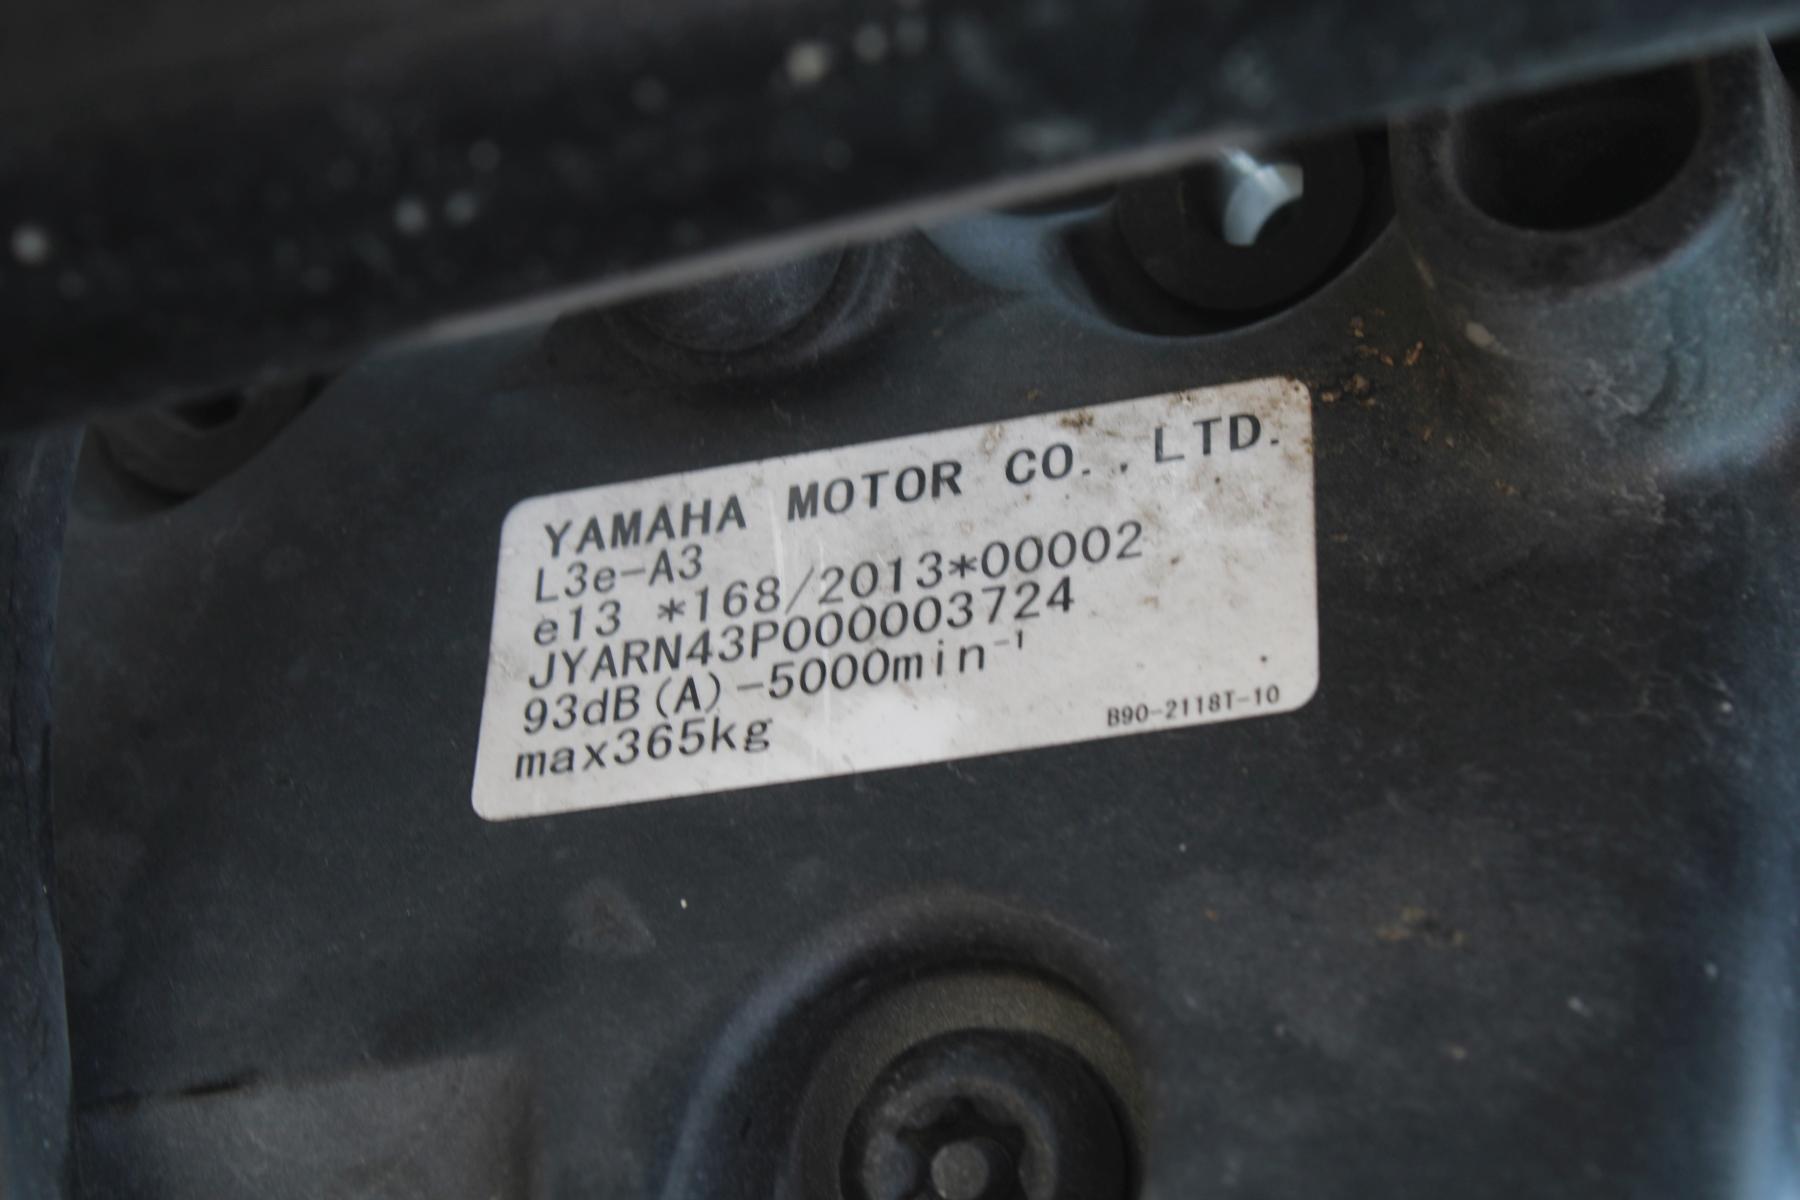 YAMAHA MOTOR CO., LTD.
L3e-A3
e13 *168/2013*00002
JYARN43P000003724
93dB(A)-5000min⁻¹
max365kg
B90-2118T-10